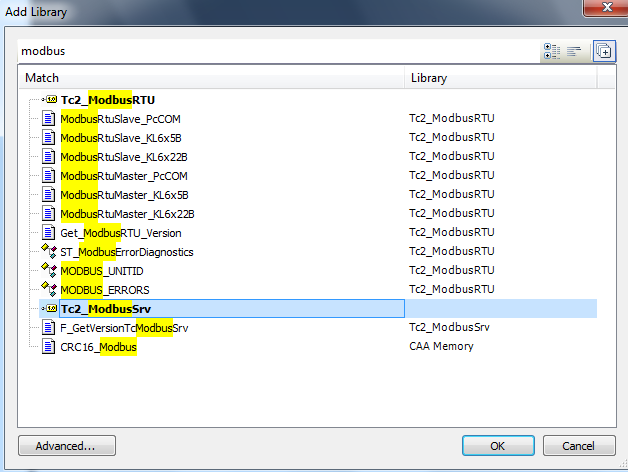 Add Library
modbus
Match Library
Tc2_ModbusRTU
ModbusRtuSlave_PcCOM Tc2_ModbusRTU
ModbusRtuSlave_KL6x5B Tc2_ModbusRTU
ModbusRtuSlave_KL6x22B Tc2_ModbusRTU
ModbusRtuMaster_PcCOM Tc2_ModbusRTU
ModbusRtuMaster_KL6x5B Tc2_ModbusRTU
ModbusRtuMaster_KL6x22B Tc2_ModbusRTU
Get_ModbusRTU_Version Tc2_ModbusRTU
ST_ModbusErrorDiagnostics Tc2_ModbusRTU
MODBUS_UNITID Tc2_ModbusRTU
MODBUS_ERRORS Tc2_ModbusRTU
Tc2_ModbusSrv
F_GetVersionTcModbusSrv Tc2_ModbusSrv
CRC16_Modbus CAA Memory
Advanced... OK Cancel